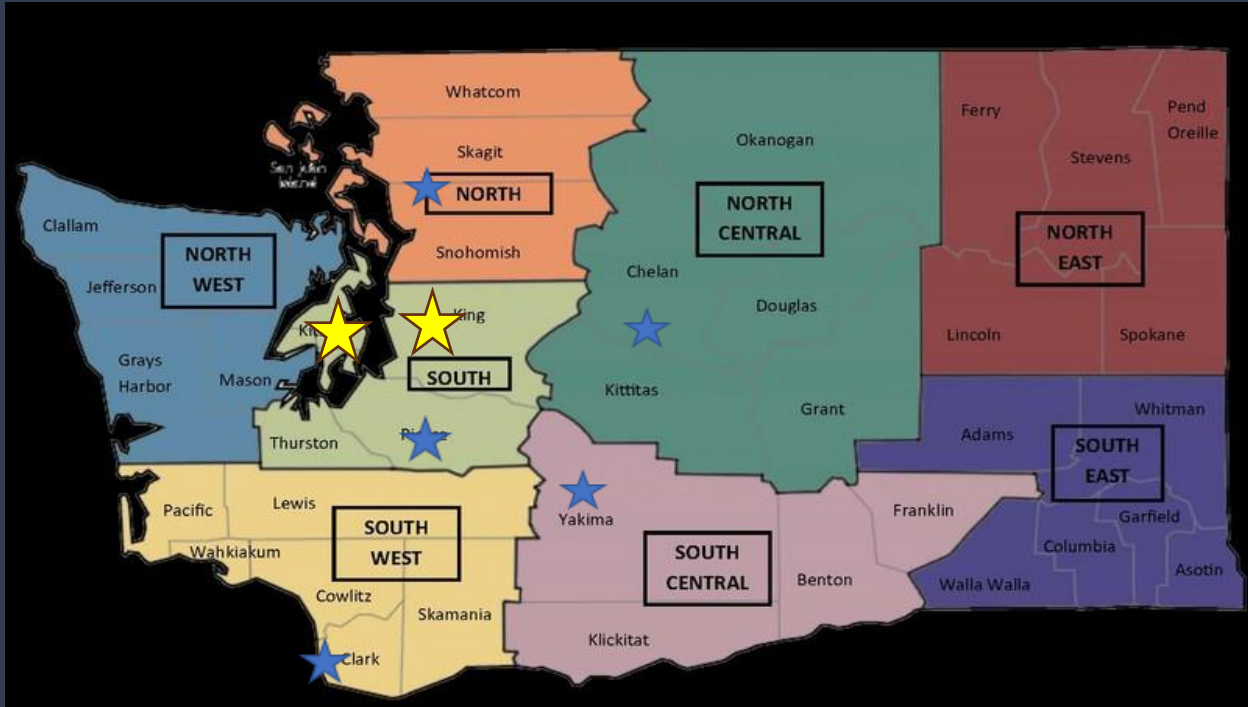 Whatcom
Skagit
San Juan
Island
NORTH
Snohomish
Clallam
NORTH
WEST
Jefferson
Grays
Harbor
Mason
King
SOUTH
Thurston
Okanogan
NORTH
CENTRAL
Chelan
Douglas
Kittitas
Grant
Ferry
Pend
Oreille
Stevens
NORTH
EAST
Lincoln
Spokane
Whitman
Adams
SOUTH
EAST
Garfield
Columbia
Asotin
Walla Walla
Pacific
Lewis
SOUTH
WEST
Wahkiakum
Cowlitz
Skamania
Clark
Yakima
SOUTH
CENTRAL
Franklin
Benton
Klickitat